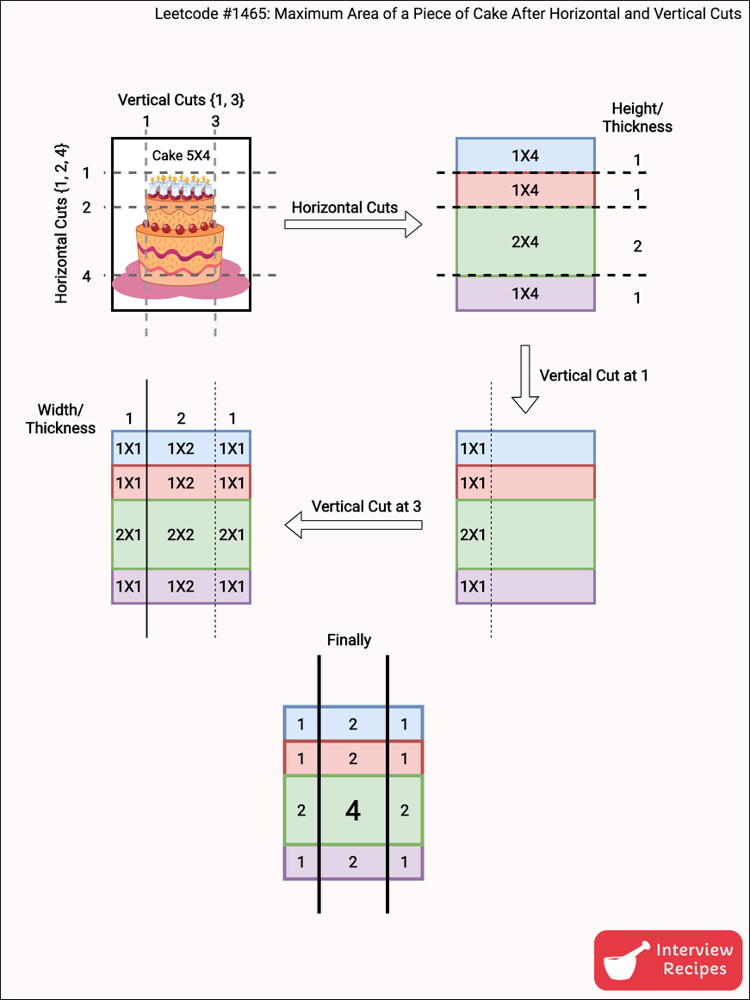 Leetcode #1465: Maximum Area of a Piece of Cake After Horizontal and Vertical Cuts
Vertical Cuts {1, 3}
1 3
Horizontal Cuts {1, 2, 4}
Cake 5X4
1
2
4
Horizontal Cuts
Height/
Thickness
1X4 1
1X4 1
2X4 2
1X4 1
Vertical Cut at 1
Width/
Thickness
1 2 1
1X1 1X2 1X1
1X1 1X2 1X1
2X1 2X2 2X1
1X1 1X2 1X1
Vertical Cut at 3
1X1
1X1
2X1
1X1
Finally
1 2 1
1 2 1
2 4 2
1 2 1
Interview
Recipes